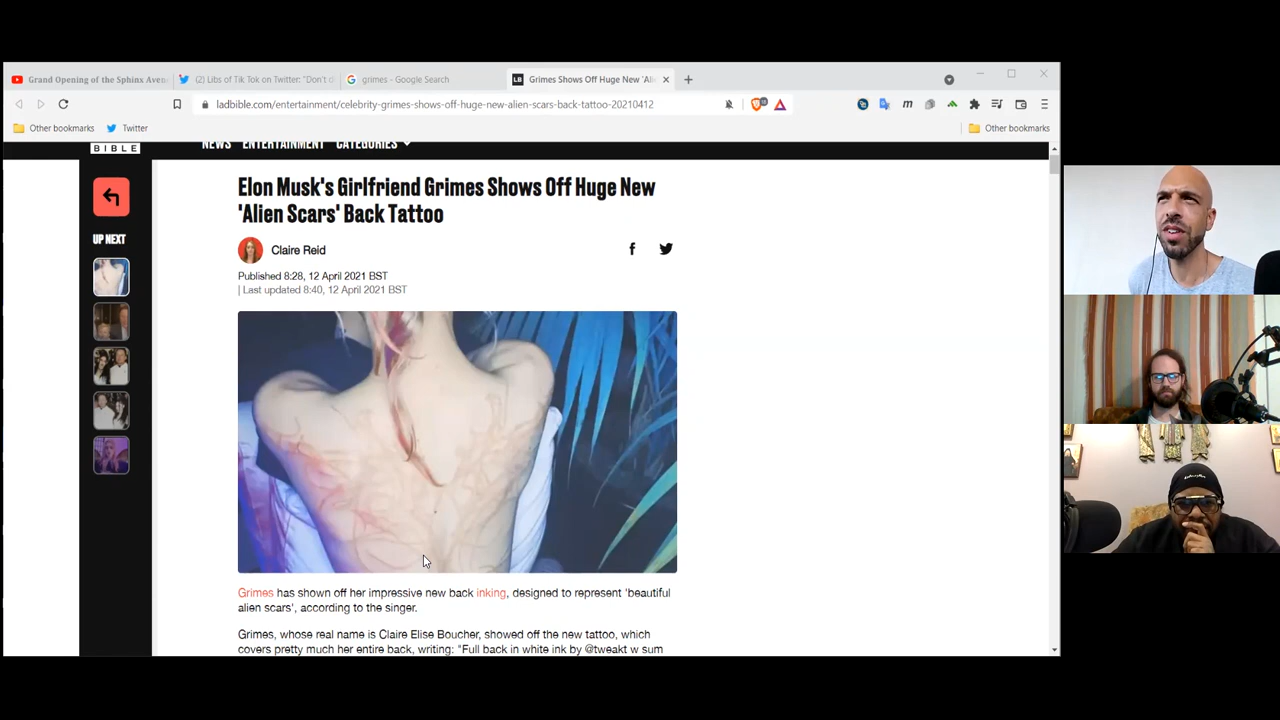 Grand Opening of the Sphinx Aven
(2) Libs of Tik Tok on Twitter: "Don't
grimes - Google Search
LB
Grimes Shows Off Huge New 'Ali
ladbible.com/entertainment/celebrity-grimes-shows-off-huge-new-alien-scars-back-tattoo-20210412
Other bookmarks
Twitter
Other bookmarks
BIBLE
NEWS ENTERTAINMENT CATEGORIES
UP NEXT
Elon Musk's Girlfriend Grimes Shows Off Huge New
'Alien Scars' Back Tattoo
Claire Reid
Published 8:28, 12 April 2021 BST
| Last updated 8:40, 12 April 2021 BST
Grimes has shown off her impressive new back inking, designed to represent 'beautiful
alien scars', according to the singer.
Grimes, whose real name is Claire Elise Boucher, showed off the new tattoo, which
covers pretty much her entire back, writing: "Full back in white ink by @tweakt w sum